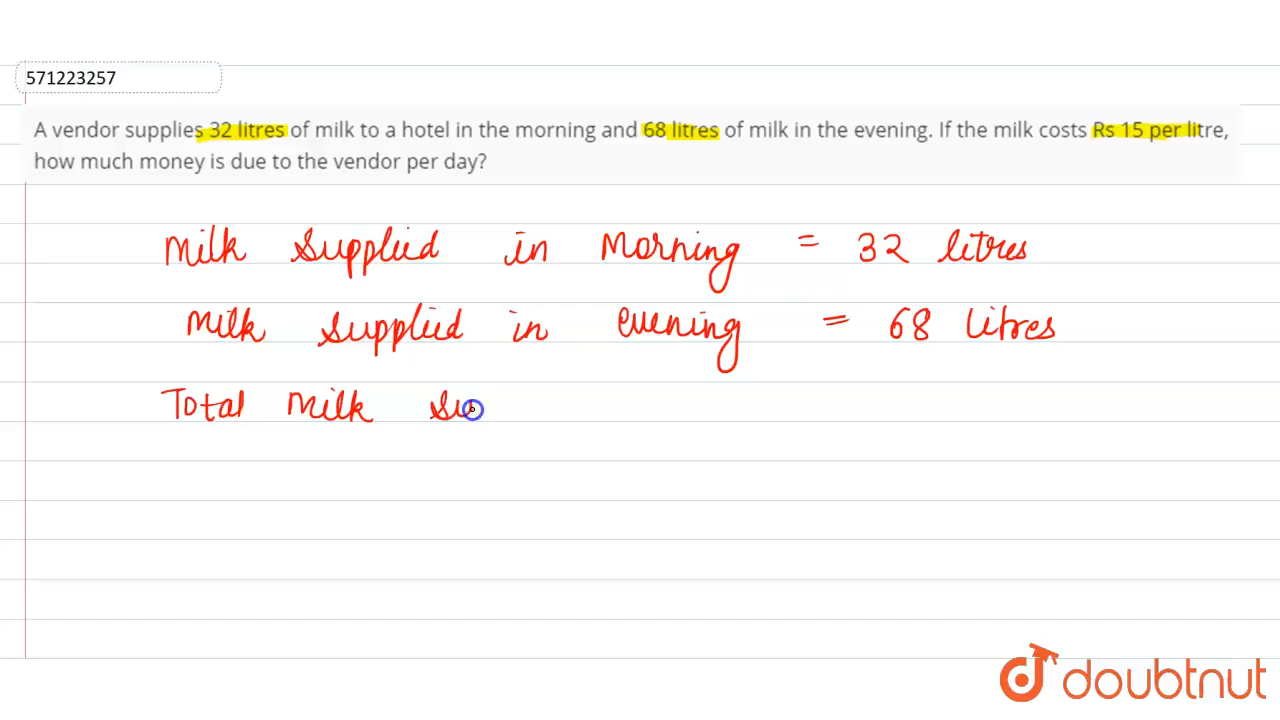 571223257
A vendor supplies 32 litres of milk to a hotel in the morning and 68 litres of milk in the evening. If the milk costs Rs 15 per litre,
how much money is due to the vendor per day?
Milk supplied in morning = 32 litres
Milk supplied in evening = 68 litres
Total milk su
doubtnut